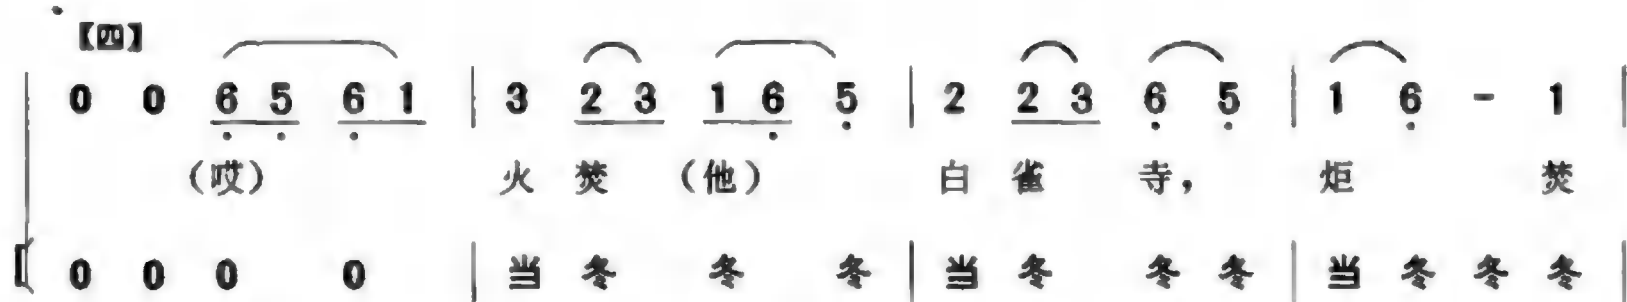 【四】
0 0 6 5 6 1 | 3 2 3 1 6 5 | 2 2 3 6 5 | 1 6 - 1 |
(哎) 火 焚 (他) 白 雀 寺, 炬 焚
0 0 0 0 | 当 冬 冬 冬 | 当 冬 冬 冬 | 当 冬 冬 冬